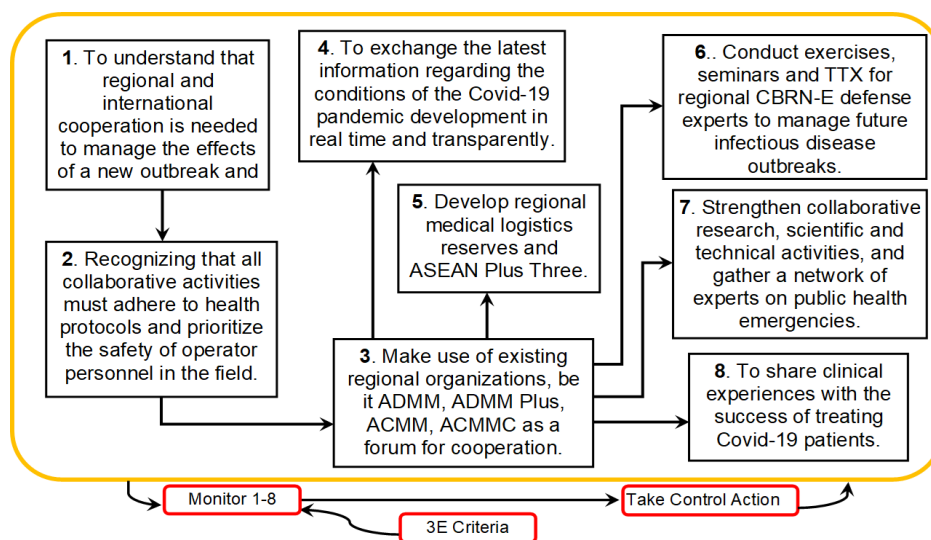 1. To understand that
regional and
international
cooperation is needed
to manage the effects
of a new outbreak and
2. Recognizing that all
collaborative activities
must adhere to health
protocols and prioritize
the safety of operator
personnel in the field.
3. Make use of existing
regional organizations, be
it ADMM, ADMM Plus,
ACMM, ACMMC as a
forum for cooperation.
4. To exchange the latest
information regarding the
conditions of the Covid-19
pandemic development in
real time and transparently.
5. Develop regional
medical logistics
reserves and
ASEAN Plus Three.
6.. Conduct exercises,
seminars and TTX for
regional CBRN-E defense
experts to manage future
infectious disease
outbreaks.
7. Strengthen collaborative
research, scientific and
technical activities, and
gather a network of
experts on public health
emergencies.
8. To share clinical
experiences with the
success of treating
Covid-19 patients.
Monitor 1-8
Take Control Action
3E Criteria